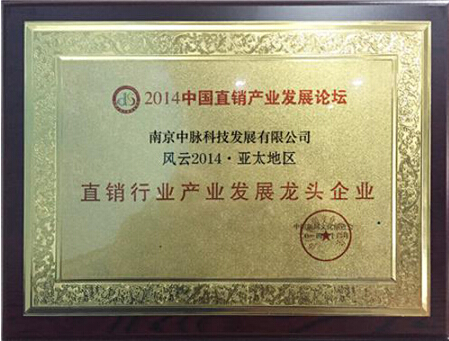 2014中国直销产业发展论坛
南京中脉科技发展有限公司
风云2014·亚太地区
直销行业产业发展龙头企业